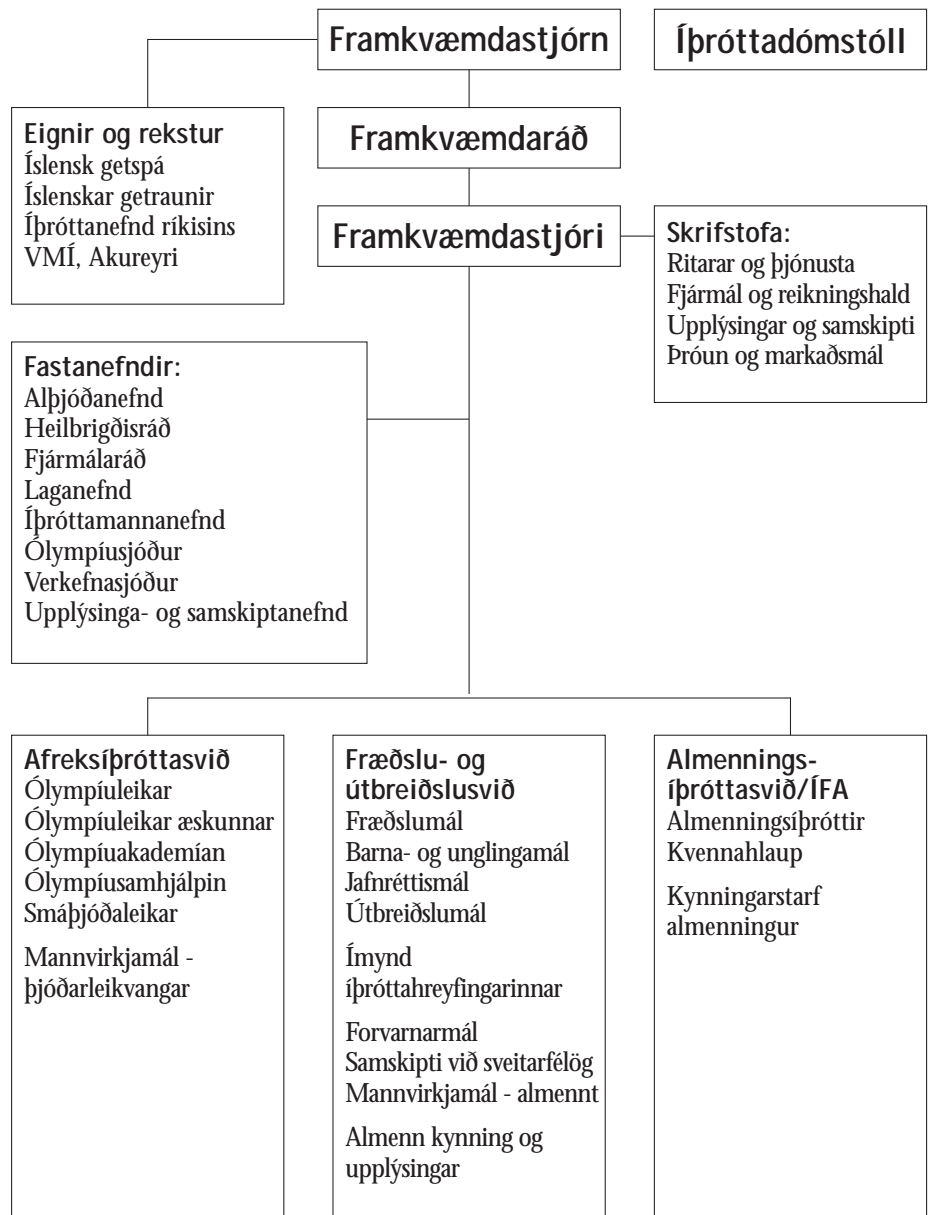 Framkvæmdastjórn
Íþróttadómstóll
Eignir og rekstur
Íslensk getspá
Íslenskar getraunir
Íþróttanefnd ríkisins
VMÍ, Akureyri
Framkvæmdaráð
Framkvæmdastjóri
Skrifstofa:
Ritarar og þjónusta
Fjármál og reikningshald
Upplýsingar og samskipti
Þróun og markaðsmál
Fastanefndir:
Alþjóðanefnd
Heilbrigðisráð
Fjármálaráð
Laganefnd
Íþróttamannanefnd
Ólympíusjóður
Verkefnasjóður
Upplýsinga- og samskiptanefnd
Afreksíþróttasvið
Ólympíuleikar
Ólympíuleikar æskunnar
Ólympíuakademían
Ólympíusamhjálpin
Smáþjóðaleikar
Mannvirkjamál -
þjóðarleikvangar
Fræðslu- og
útbreiðslusvið
Fræðslumál
Barna- og unglingamál
Jafnréttismál
Útbreiðslumál
Ímynd
íþróttahreyfingarinnar
Forvarnarmál
Samskipti við sveitarfélög
Mannvirkjamál - almennt
Almenn kynning og
upplýsingar
Almennings-
íþróttasvið/ÍFA
Almenningsíþróttir
Kvennahlaup
Kynningarstarf
almenningur